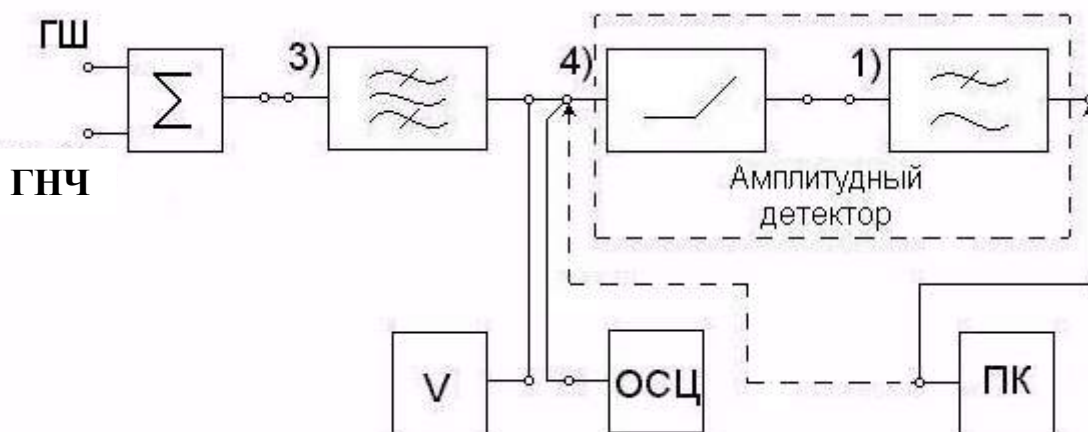 ГШ
Σ
3)
4)
1)
ГНЧ
Амплитудный
детектор
V
ОСЦ
ПК